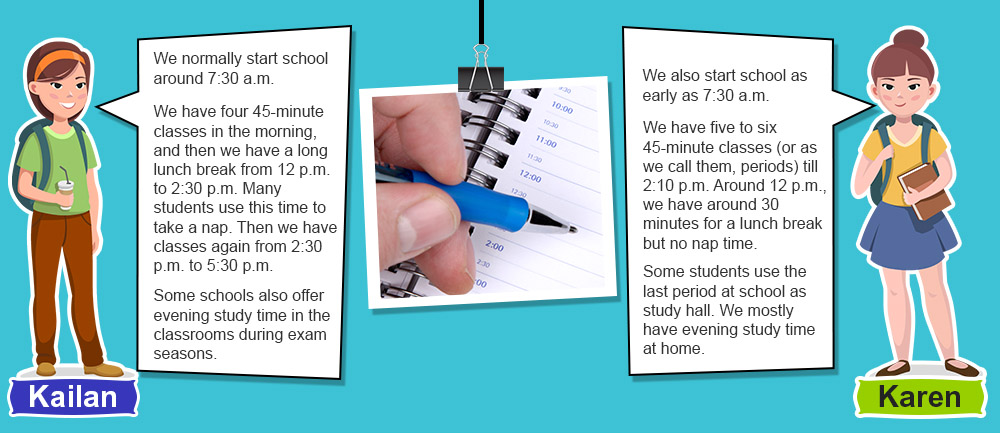 We normally start school
around 7:30 a.m.
We have four 45-minute
classes in the morning,
and then we have a long
lunch break from 12 p.m.
to 2:30 p.m. Many
students use this time to
take a nap. Then we have
classes again from 2:30
p.m. to 5:30 p.m.
Some schools also offer
evening study time in the
classrooms during exam
seasons.
Kailan
10:00
10:30
11:00
11:30
12:00
12:30
2:00
2:30
We also start school as
early as 7:30 a.m.
We have five to six
45-minute classes (or as
we call them, periods) till
2:10 p.m. Around 12 p.m.,
we have around 30
minutes for a lunch break
but no nap time.
Some students use the
last period at school as
study hall. We mostly
have evening study time
at home.
Karen